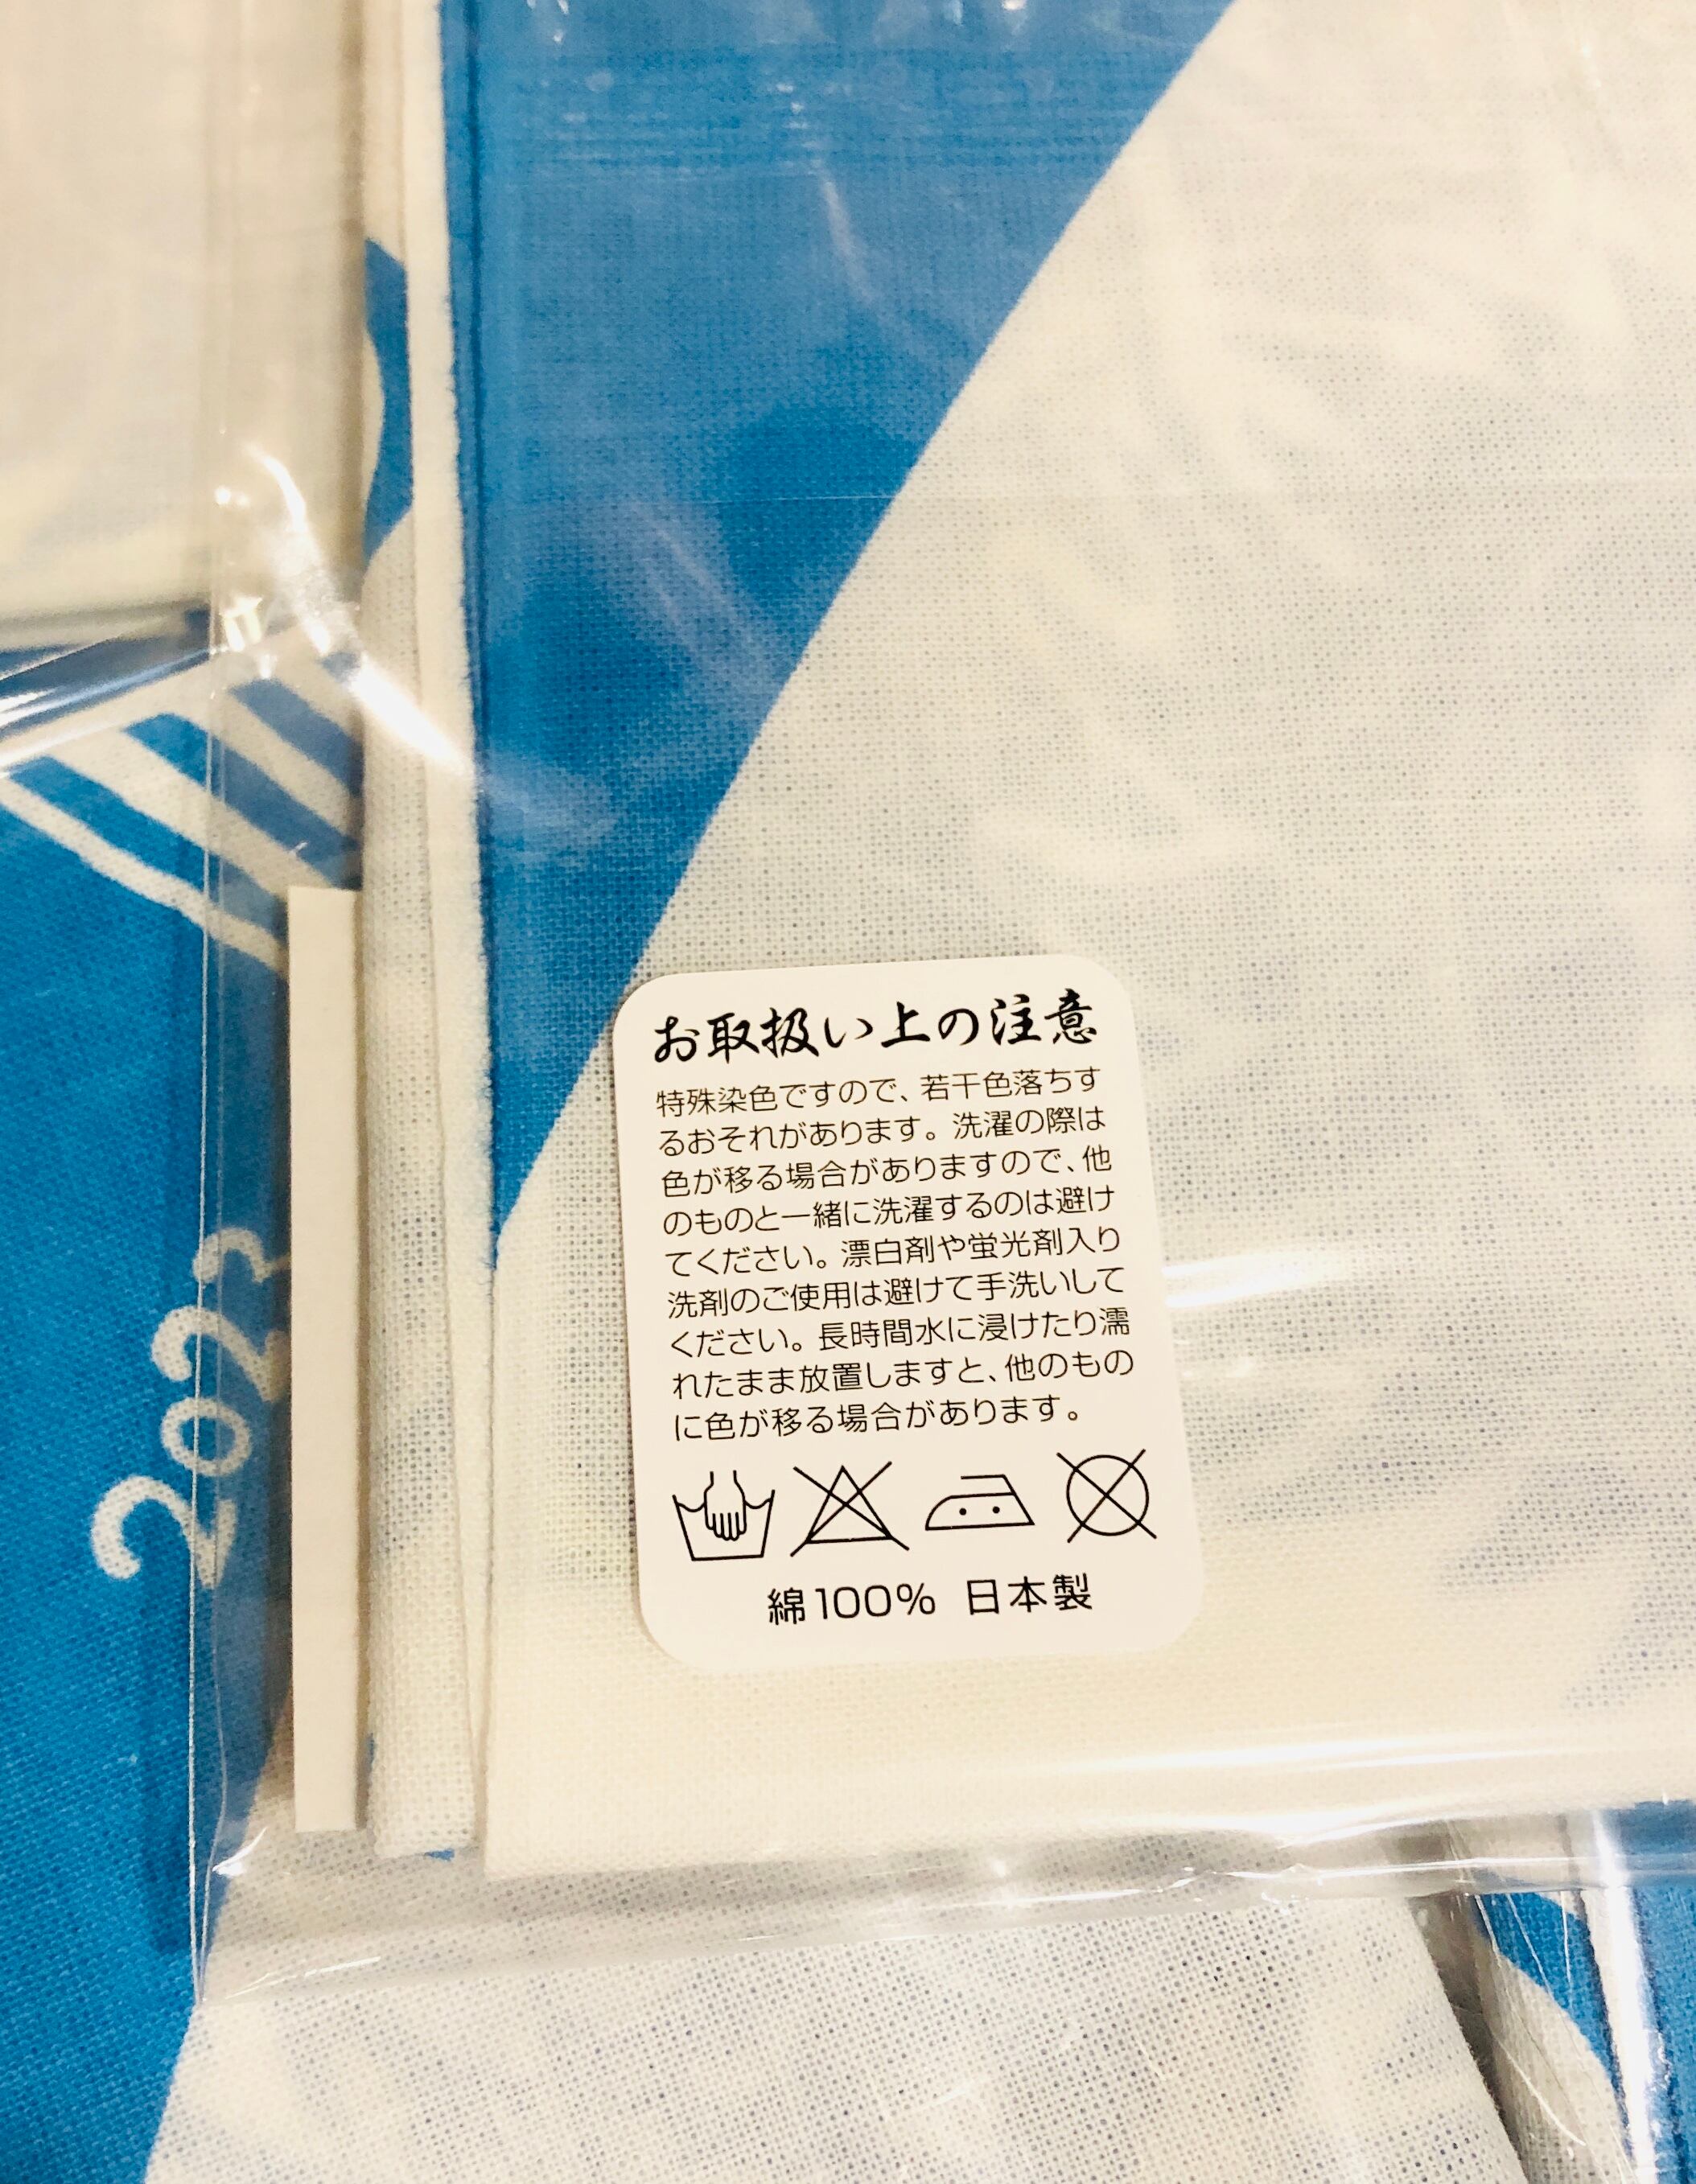 お取扱い上の注意
特殊染色ですので、若干色落ちす
るおそれがあります。洗濯の際は
色が移る場合がありますので、他
のものと一緒に洗濯するのは避け
てください。漂白剤や蛍光剤入り
洗剤のご使用は避けて手洗いして
ください。長時間水に浸けたり濡
れたまま放置しますと、他のもの
に色が移る場合があります。
綿100% 日本製
2023